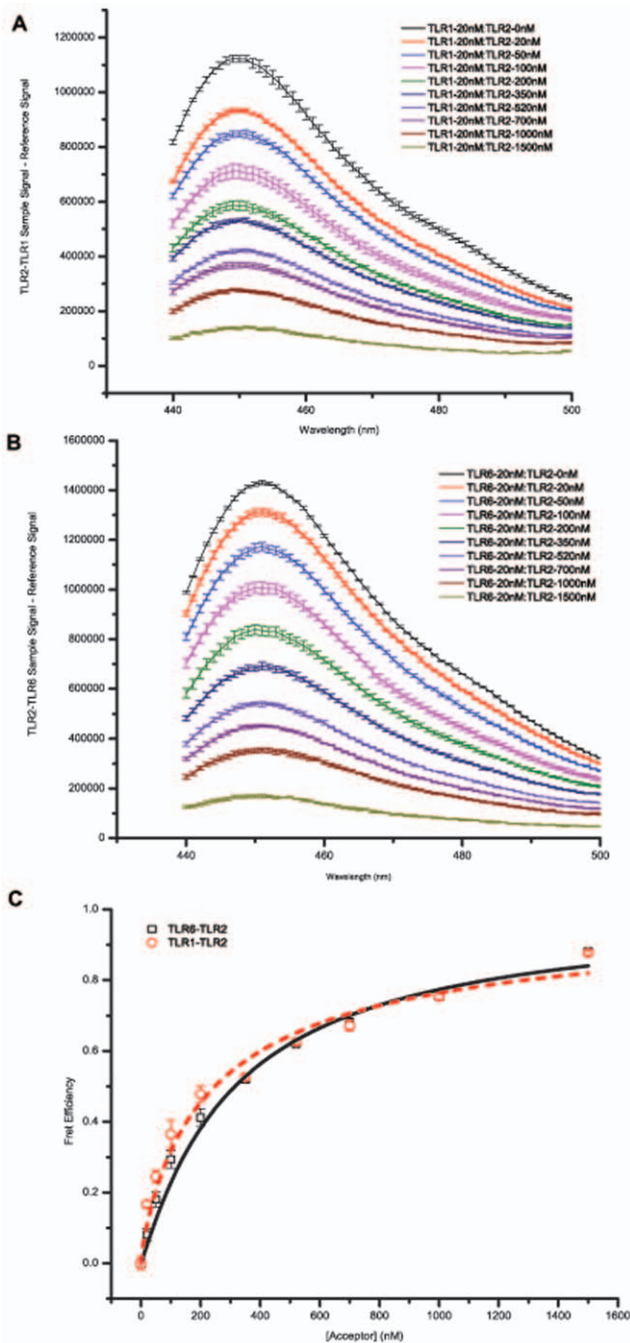 A
TLR2-TLR1 Sample Signal - Reference Signal
1200000
1000000
800000
600000
400000
200000
0
TLR1-20nM:TLR2-0nM
TLR1-20nM:TLR2-20nM
TLR1-20nM:TLR2-50nM
TLR1-20nM:TLR2-100nM
TLR1-20nM:TLR2-200nM
TLR1-20nM:TLR2-350nM
TLR1-20nM:TLR2-520nM
TLR1-20nM:TLR2-700nM
TLR1-20nM:TLR2-1000nM
TLR1-20nM:TLR2-1500nM
440 460 480 500
Wavelength (nm)
B
TLR2-TLR6 Sample Signal - Reference Signal
1600000
1400000
1200000
1000000
800000
600000
400000
200000
0
TLR6-20nM:TLR2-0nM
TLR6-20nM:TLR2-20nM
TLR6-20nM:TLR2-50nM
TLR6-20nM:TLR2-100nM
TLR6-20nM:TLR2-200nM
TLR6-20nM:TLR2-350nM
TLR6-20nM:TLR2-520nM
TLR6-20nM:TLR2-700nM
TLR6-20nM:TLR2-1000nM
TLR6-20nM:TLR2-1500nM
440 460 480 500
Wavelength (nm)
C
Fret Efficiency
1.0
0.8
0.6
0.4
0.2
0.0
TLR6-TLR2
TLR1-TLR2
0 200 400 600 800 1000 1200 1400 1600
[Acceptor] (nM)